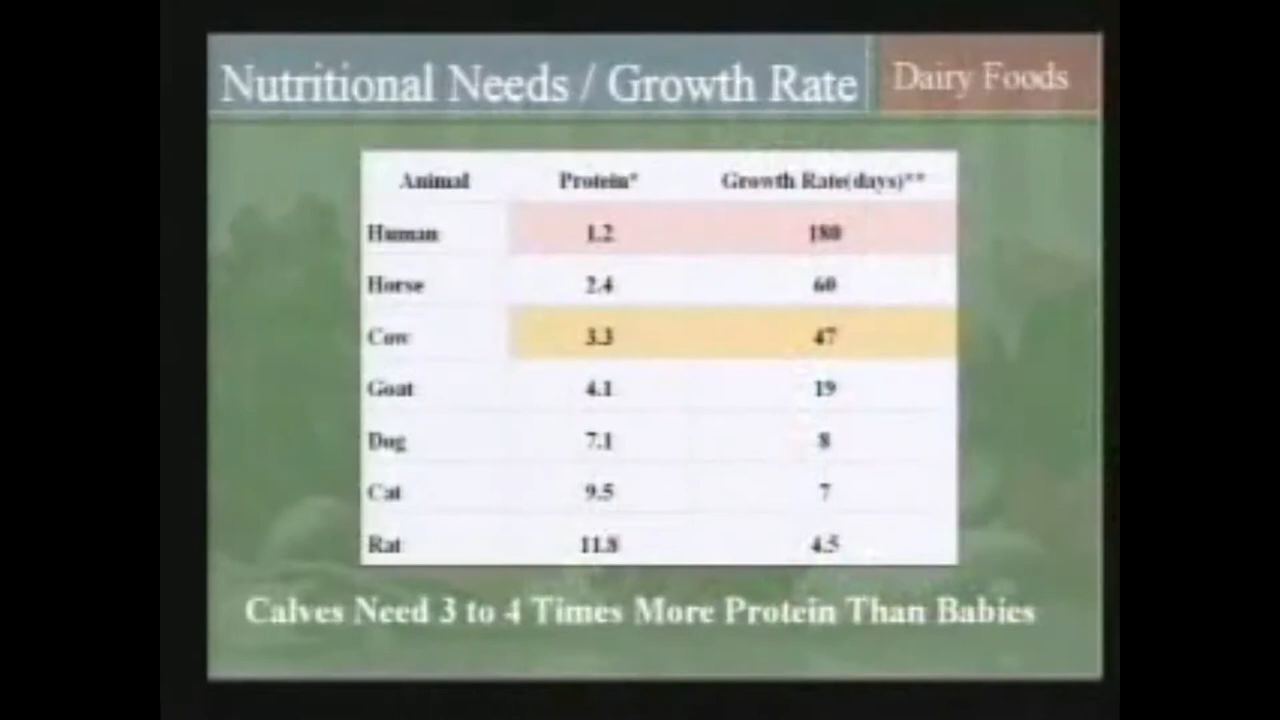 Nutritional Needs / Growth Rate
Dairy Foods
Animal Protein* Growth Rate(days)**
Human 1.2 180
Horse 2.4 60
Cow 3.3 47
Goat 4.1 19
Dog 7.1 8
Cat 9.5 7
Rat 11.8 4.5
Calves Need 3 to 4 Times More Protein Than Babies